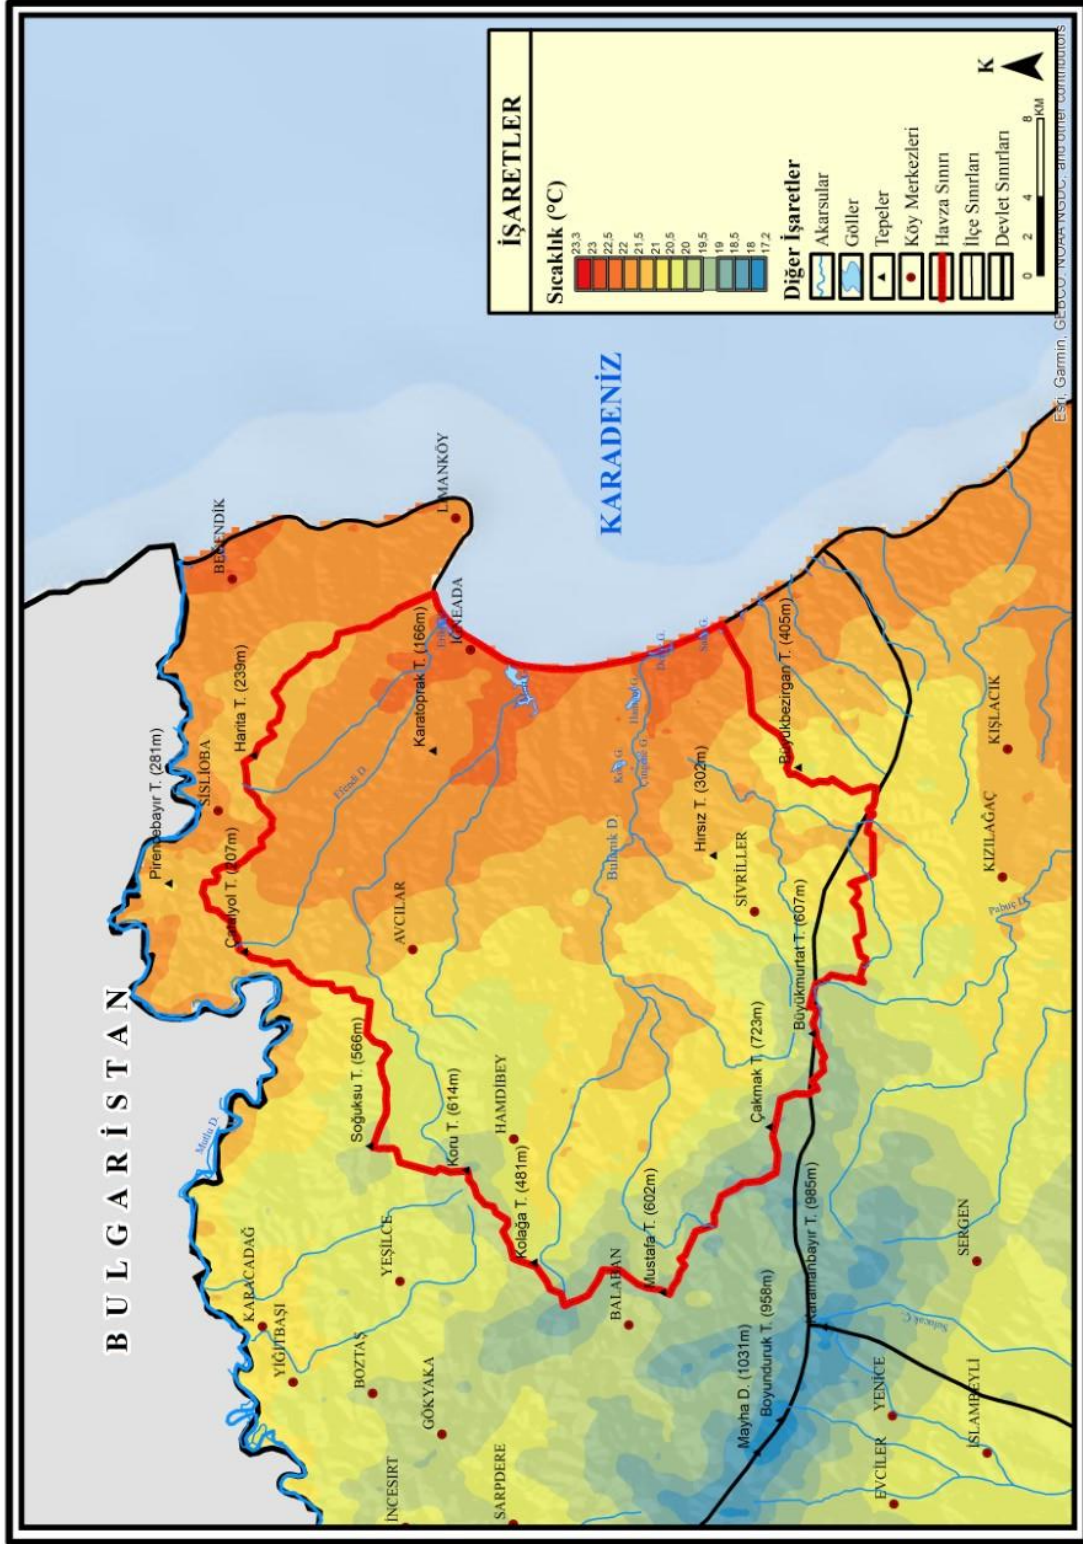 BULGARİSTAN
KARADENİZ
Pirencebayır T. (281m)
SİSLİOBA
BEĞENDİK
Harita T. (239m)
Çatalyol T. (207m)
Mutlu D.
KARACADAĞ
YİĞİTBAŞI
Soğuksu T. (566m)
YEŞİLCE
BOZTAŞ
GÖKYAKA
İNCESIRT
SARPDERE
Efendi D.
AVCILAR
Karatoprak T. (166m)
İĞNEADA
LİMANKÖY
Koru T. (614m)
HAMDİBEY
Kolağa T. (481m)
BALABAN
Mustafa T. (602m)
Bulanık D.
Hırsız T. (302m)
SİVRİLLER
Büyükbezirgan T. (405m)
Büyükmurtat T. (607m)
Çakmak T. (723m)
Karamanbayır T. (985m)
Mayha D. (1031m)
Boyunduruk T. (958m)
KIŞLACIK
KIZILAĞAÇ
Pabuç D.
SERGEN
YENİCE
EVCİLER
İSLAMBEYLİ
İŞARETLER
Sıcaklık (°C)
23,3
23
22.5
22
21.5
21
20.5
20
19.5
19
18.5
18
17.2
Diğer İşaretler
Akarsular
Göller
Tepeler
Köy Merkezleri
Havza Sınırı
İlçe Sınırları
Devlet Sınırları
K
0 2 4 8
KM
Esri, Garmin, GEBCO, NOAA NGDC, and other contributors